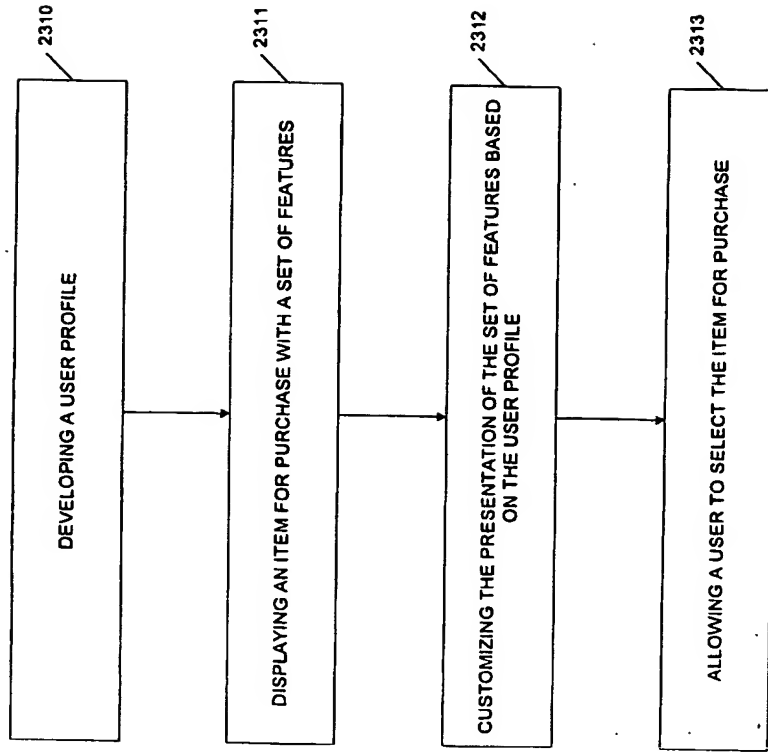 2310
DEVELOPING A USER PROFILE
2311
DISPLAYING AN ITEM FOR PURCHASE WITH A SET OF FEATURES
2312
CUSTOMIZING THE PRESENTATION OF THE SET OF FEATURES BASED
ON THE USER PROFILE
2313
ALLOWING A USER TO SELECT THE ITEM FOR PURCHASE